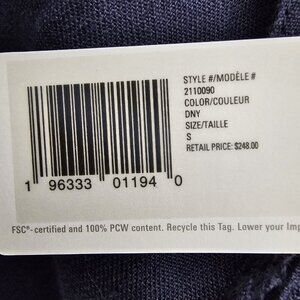 STYLE #/MODÈLE #
2110090
COLOR/COULEUR
DNY
SIZE/TAILLE
S
RETAIL PRICE: $248.00
1 96333 01194 0
FSC®-certified and 100% PCW content. Recycle this Tag. Lower your Imp